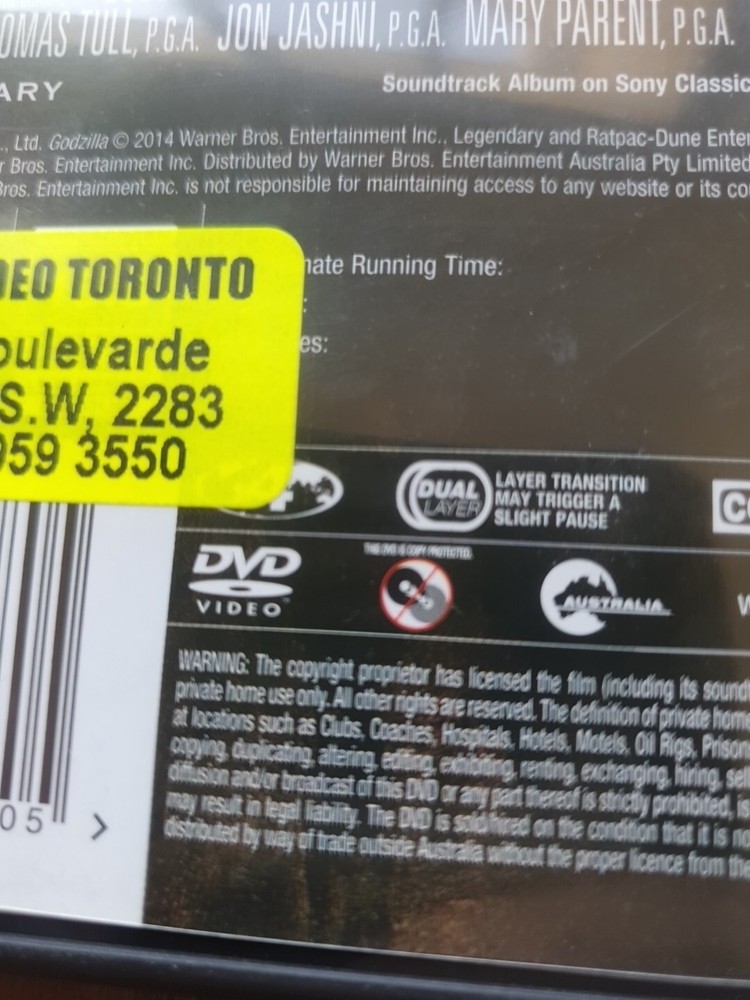 OMAS TULL, P.G.A. JON JASHNI, P.G.A. MARY PARENT, P.G.A.
ARY
Soundtrack Album on Sony Classic
., Ltd. Godzilla © 2014 Warner Bros. Entertainment Inc., Legendary and Ratpac-Dune Enter
r Bros. Entertainment Inc. Distributed by Warner Bros. Entertainment Australia Pty Limited
Bros. Entertainment Inc. is not responsible for maintaining access to any website or its co
DEO TORONTO
oulevarde
S.W, 2283
959 3550
nate Running Time:
:
es:
4
DUAL
LAYER
LAYER TRANSITION
MAY TRIGGER A
SLIGHT PAUSE
DVD
VIDEO™
THIS DVD IS COPY PROTECTED.
AUSTRALIA
W
WARNING: The copyright proprietor has licensed the film (including its sound
private home use only. All other rights are reserved. The definition of private hom
at locations such as Clubs, Coaches, Hospitals, Hotels, Motels, Oil Rigs, Prison
copying, duplicating, altering, editing, exhibiting, renting, exchanging, hiring, se
diffusion and/or broadcast of this DVD or any part thereof is strictly prohibited, is
may result in legal liability. The DVD is sold/hired on the condition that it is no
distributed by way of trade outside Australia without the proper licence from the
05 >